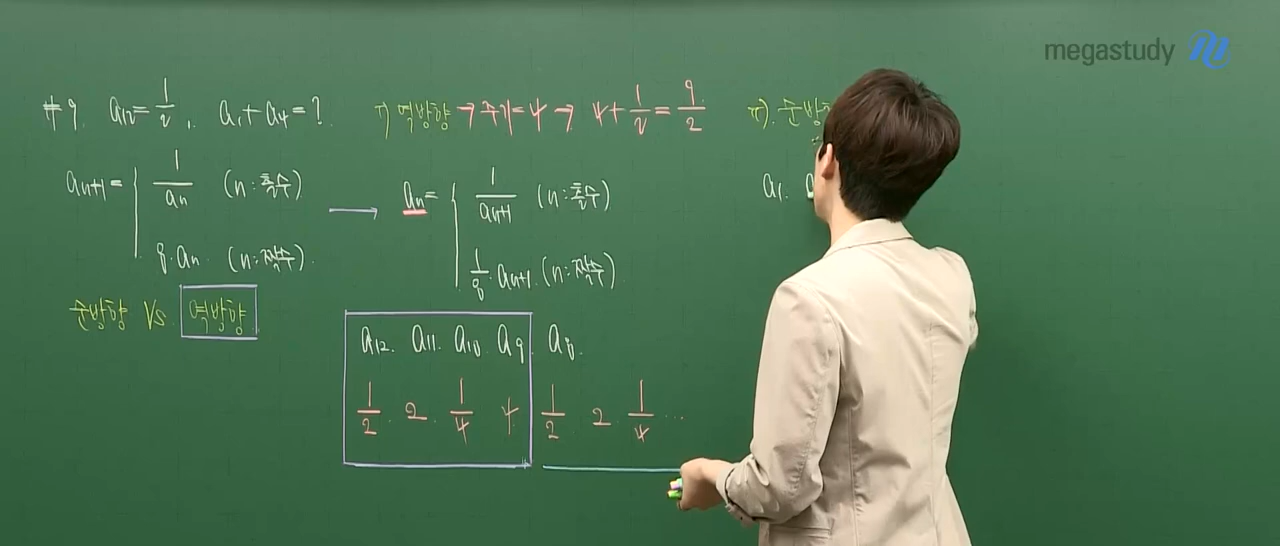 megastudy
#9. a₁₂=1/2, a₁+a₄=?
aₙ₊₁= { 1/aₙ (n:홀수)
8·aₙ (n:짝수).
순방향 VS 역방향
ⅰ) 역방향 → 주기=4 → 4+1/2=9/2.
aₙ= { 1/aₙ₊₁ (n:홀수)
1/8·aₙ₊₁ (n:짝수)
a₁₂. a₁₁. a₁₀. a₉. a₈.
1/2 2. 1/4 4 1/2 2 1/4 ...
ⅱ). 순방
a₁.